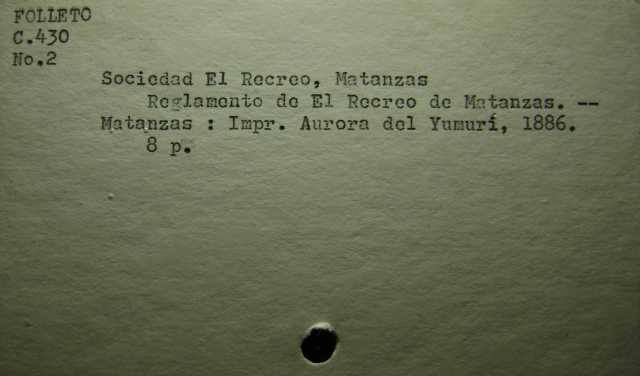 FOLLETO
C.430
No.2
Sociedad El Recreo, Matanzas
Reglamento de El Recreo de Matanzas. --
Matanzas : Impr. Aurora del Yumurí, 1886.
8 p.